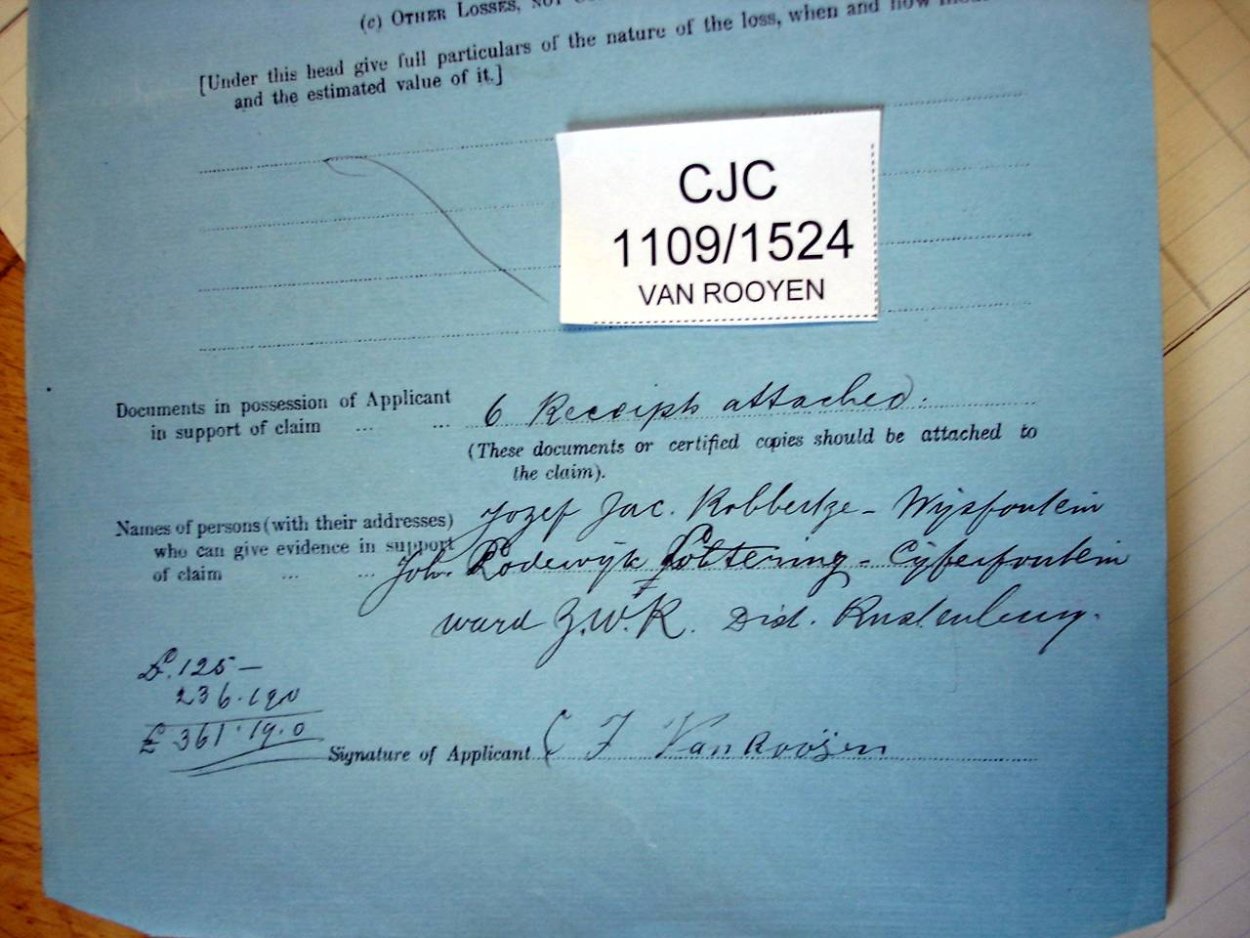 (c) OTHER LOSSES, NOT
[Under this head give full particulars of the nature of the loss, when and how
and the estimated value of it.]
CJC
1109/1524
VAN ROOYEN
Documents in possession of Applicant
in support of claim ... ...
6 Receipts attached.
(These documents or certified copies should be attached to
the claim).
Names of persons (with their addresses)
who can give evidence in support
of claim ... ...
Jozef Jac. Robbertze - Wijsfontein
Joh. Lodewijk Loltering - Cyferfontein
ward Z.W.R. Dist. Rustenburg.
£.125 —
236.19.0
£ 361.19.0
Signature of Applicant C F Van Rooijen